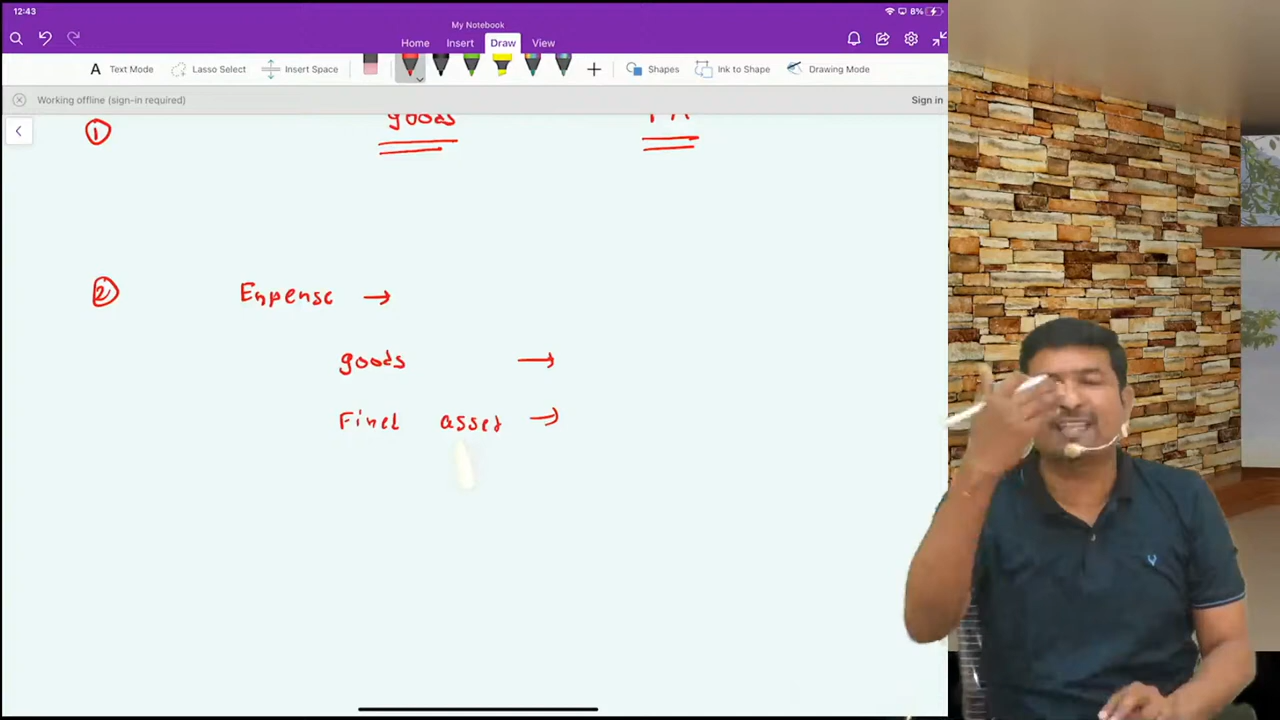 12:43
8%
My Notebook
Home Insert Draw View
Text Mode Lasso Select Insert Space Shapes Ink to Shape Drawing Mode
Working offline (sign-in required) Sign in
1 goods
2 Expense →
goods →
Fixed asset →